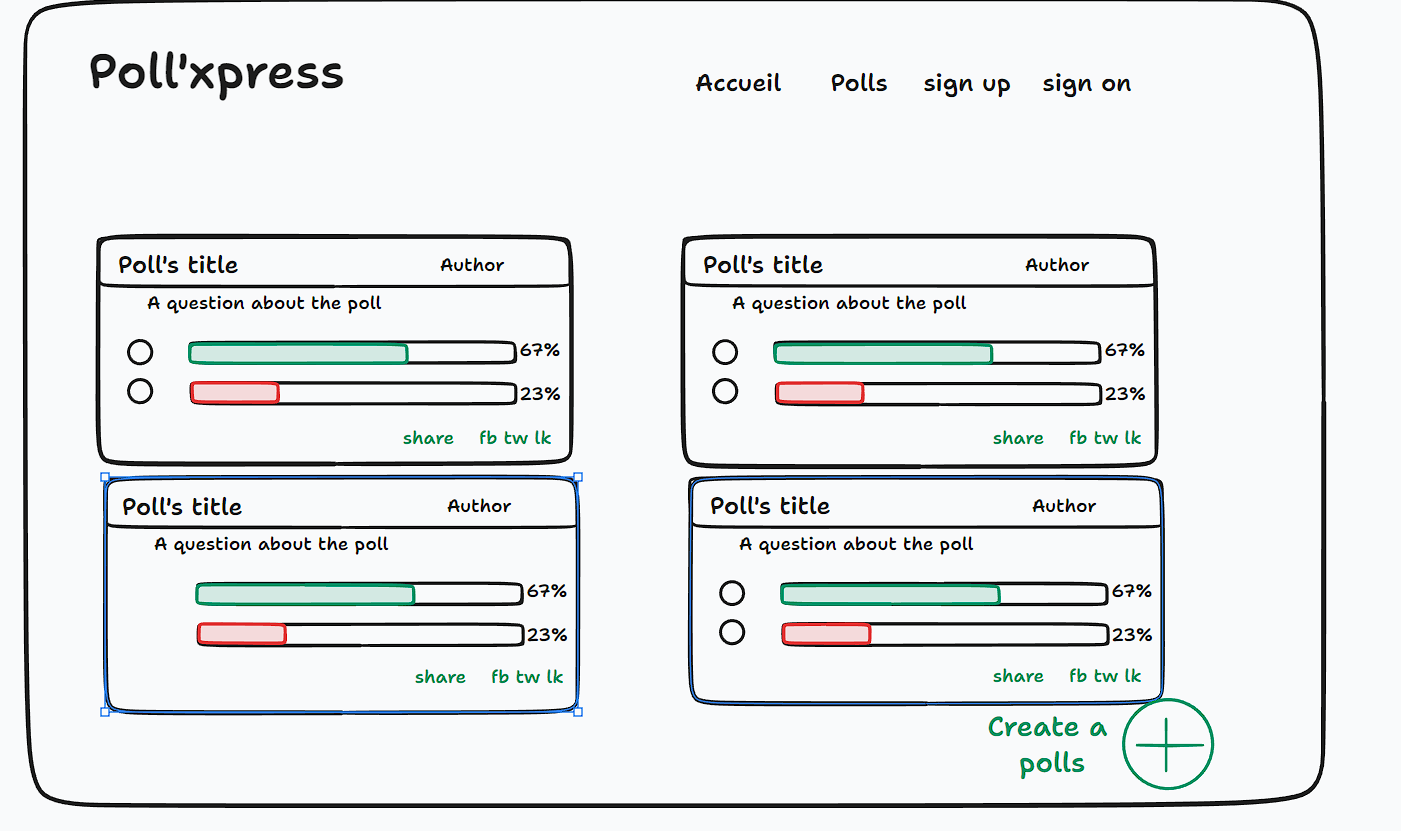 Poll'xpress
Accueil Polls sign up sign on
Poll's title Author
A question about the poll
67%
23%
share fb tw lk
Poll's title Author
A question about the poll
67%
23%
share fb tw lk
Poll's title Author
A question about the poll
67%
23%
share fb tw lk
Poll's title Author
A question about the poll
67%
23%
share fb tw lk
Create a
polls